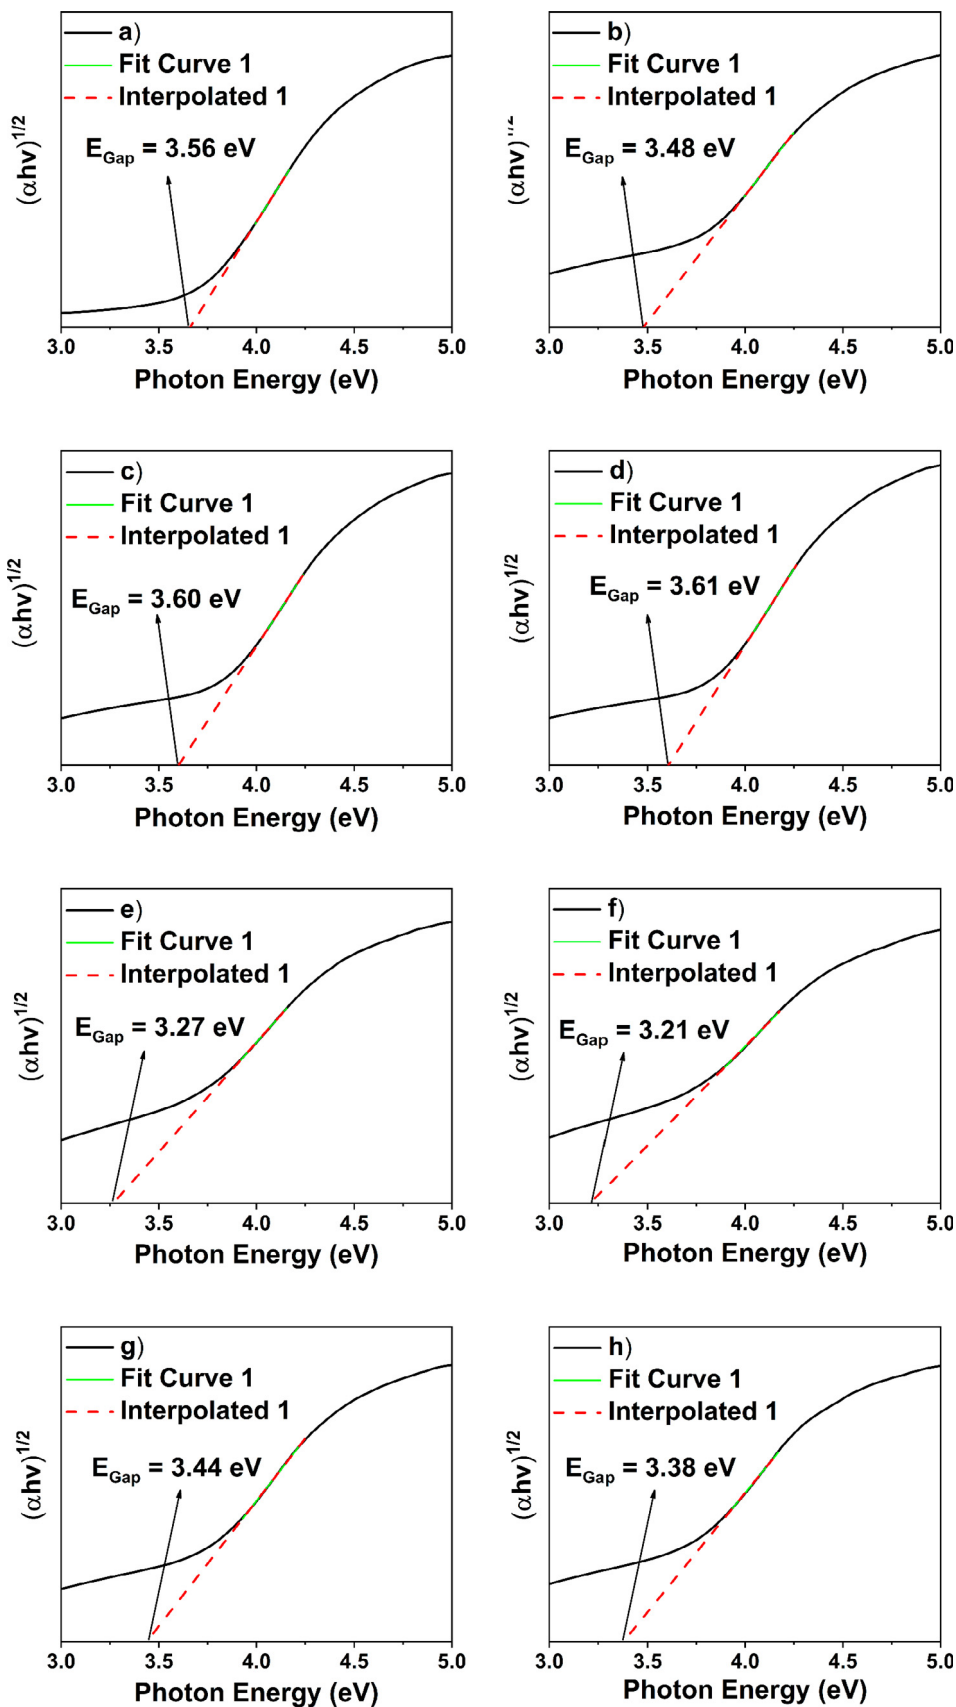 a)
Fit Curve 1
Interpolated 1
E_Gap = 3.56 eV
(αhv)^1/2
3.0 3.5 4.0 4.5 5.0
Photon Energy (eV)
b)
Fit Curve 1
Interpolated 1
E_Gap = 3.48 eV
(αhv)^1/2
3.0 3.5 4.0 4.5 5.0
Photon Energy (eV)
c)
Fit Curve 1
Interpolated 1
E_Gap = 3.60 eV
(αhv)^1/2
3.0 3.5 4.0 4.5 5.0
Photon Energy (eV)
d)
Fit Curve 1
Interpolated 1
E_Gap = 3.61 eV
(αhv)^1/2
3.0 3.5 4.0 4.5 5.0
Photon Energy (eV)
e)
Fit Curve 1
Interpolated 1
E_Gap = 3.27 eV
(αhv)^1/2
3.0 3.5 4.0 4.5 5.0
Photon Energy (eV)
f)
Fit Curve 1
Interpolated 1
E_Gap = 3.21 eV
(αhv)^1/2
3.0 3.5 4.0 4.5 5.0
Photon Energy (eV)
g)
Fit Curve 1
Interpolated 1
E_Gap = 3.44 eV
(αhv)^1/2
3.0 3.5 4.0 4.5 5.0
Photon Energy (eV)
h)
Fit Curve 1
Interpolated 1
E_Gap = 3.38 eV
(αhv)^1/2
3.0 3.5 4.0 4.5 5.0
Photon Energy (eV)